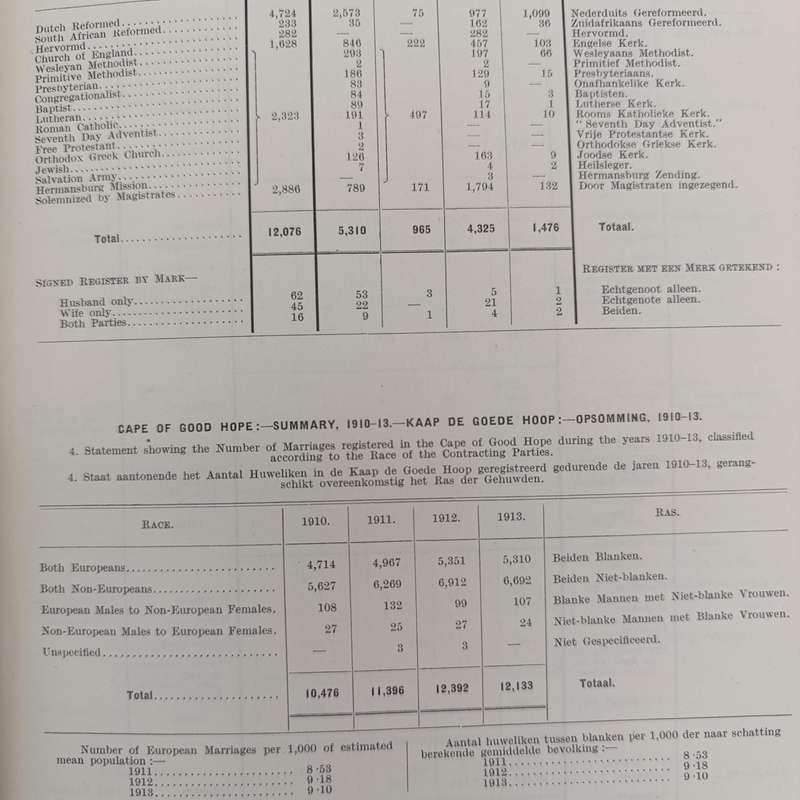 Dutch Reformed 4,724 2,573 75 977 1,099 Nederduits Gereformeerd.
South African Reformed 233 35 — 162 36 Zuidafrikaans Gereformeerd.
Hervormd 282 — — 282 — Hervormd.
Church of England 1,628 846 222 457 103 Engelse Kerk.
Wesleyan Methodist 293 197 66 Wesleyaans Methodist.
Primitive Methodist 2 2 — Primitief Methodist.
Presbyterian 186 129 15 Presbyteriaans.
Congregationalist 83 9 — Onafhankelike Kerk.
Baptist 84 15 3 Baptisten.
Lutheran 89 17 1 Lutherse Kerk.
Roman Catholic 2,323 191 497 114 10 Rooms Katholieke Kerk.
Seventh Day Adventist 1 — — " Seventh Day Adventist."
Free Protestant 3 — — Vrije Protestantse Kerk.
Orthodox Greek Church 2 — — Orthodokse Griekse Kerk.
Jewish 126 163 9 Joodse Kerk.
Salvation Army 7 4 2 Heilsleger.
Hermansburg Mission — 3 — Hermansburg Zending.
Solemnized by Magistrates 2,886 789 171 1,794 132 Door Magistraten ingezegend.
Total 12,076 5,310 965 4,325 1,476 Totaal.
Signed Register by Mark— Register met een Merk getekend :
Husband only 62 53 3 5 1 Echtgenoot alleen.
Wife only 45 22 — 21 2 Echtgenote alleen.
Both Parties 16 9 1 4 2 Beiden.
CAPE OF GOOD HOPE:—SUMMARY, 1910-13.—KAAP DE GOEDE HOOP:—OPSOMMING, 1910-13.
4. Statement showing the Number of Marriages registered in the Cape of Good Hope during the years 1910-13, classified
according to the Race of the Contracting Parties.
4. Staat aantonende het Aantal Huweliken in de Kaap de Goede Hoop geregistreerd gedurende de jaren 1910-13, gerang-
schikt overeenkomstig het Ras der Gehuwden.
Race. 1910. 1911. 1912. 1913. Ras.
Both Europeans 4,714 4,967 5,351 5,310 Beiden Blanken.
Both Non-Europeans 5,627 6,269 6,912 6,692 Beiden Niet-blanken.
European Males to Non-European Females. 108 132 99 107 Blanke Mannen met Niet-blanke Vrouwen.
Non-European Males to European Females. 27 25 27 24 Niet-blanke Mannen met Blanke Vrouwen.
Unspecified — 3 3 — Niet Gespecificeerd.
Total 10,476 11,396 12,392 12,133 Totaal.
Number of European Marriages per 1,000 of estimated
mean population :—
1911 8·53
1912 9·18
1913 9·10
Aantal huweliken tussen blanken per 1,000 der naar schatting
berekende gemiddelde bevolking :—
1911 8·53
1912 9·18
1913 9·10